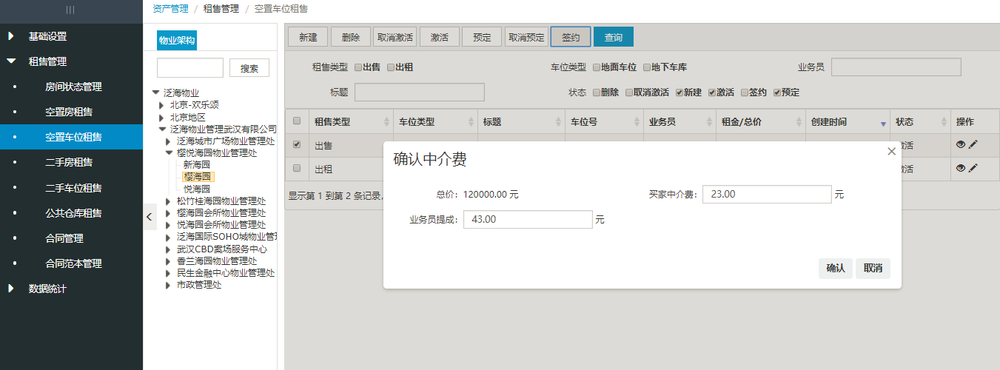 资产管理 / 租售管理 / 空置车位租售
基础设置
租售管理
房间状态管理
空置房租售
空置车位租售
二手房租售
二手车位租售
公共仓库租售
合同管理
合同范本管理
数据统计
物业架构
搜索
泛海物业
北京-欢乐颂
北京地区
泛海物业管理武汉有限公司
泛海城市广场物业管理处
樱悦海园物业管理处
新海园
樱海园
悦海园
松竹桂海园物业管理处
樱海园会所物业管理处
悦海园会所物业管理处
泛海国际SOHO城物业管
武汉CBD案场服务中心
香兰海园物业管理处
民生金融中心物业管理处
市政管理处
新建 删除 取消激活 激活 预定 取消预定 签约 查询
租售类型 出售 出租 车位类型 地面车位 地下车库 业务员
标题 状态 删除 取消激活 新建 激活 签约 预定
租售类型 车位类型 标题 车位号 业务员 租金/总价 创建时间 状态 操作
出售 激活
出租 激活
显示第 1 到第 2 条记录,
确认中介费
总价: 120000.00 元 买家中介费: 23.00 元
业务员提成: 43.00 元
确认 取消